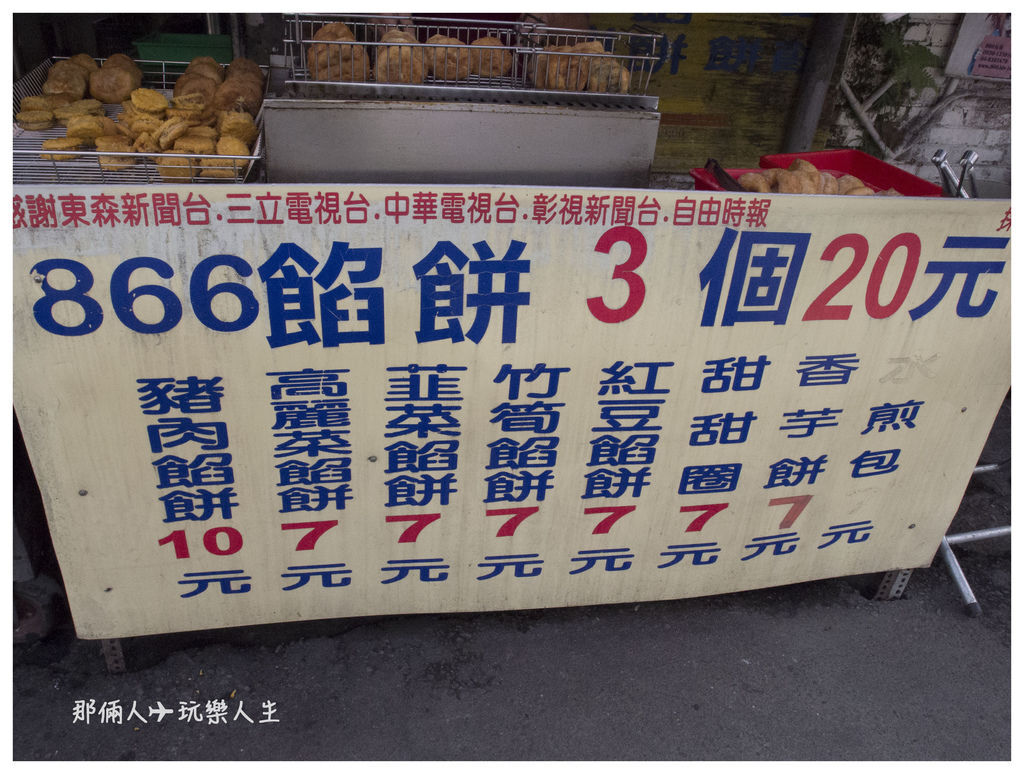 感謝東森新聞台.三立電視台.中華電視台.彰視新聞台.自由時報
866餡餅 3個20元
豬肉餡餅10元
高麗菜餡餅7元
韮菜餡餅7元
竹筍餡餅7元
紅豆餡餅7元
甜甜圈7元
香芋餅7元
水煎包 元
餅 餅
那倆人✈玩樂人生